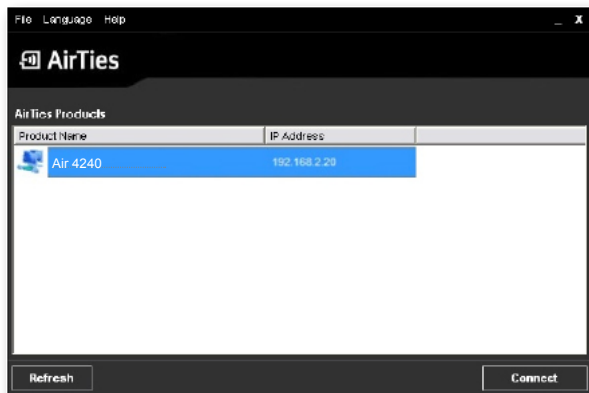 File Language Help _ X
AirTies
AirTies Products
Product Name IP Address
Air 4240 192.168.2.20
Refresh Connect